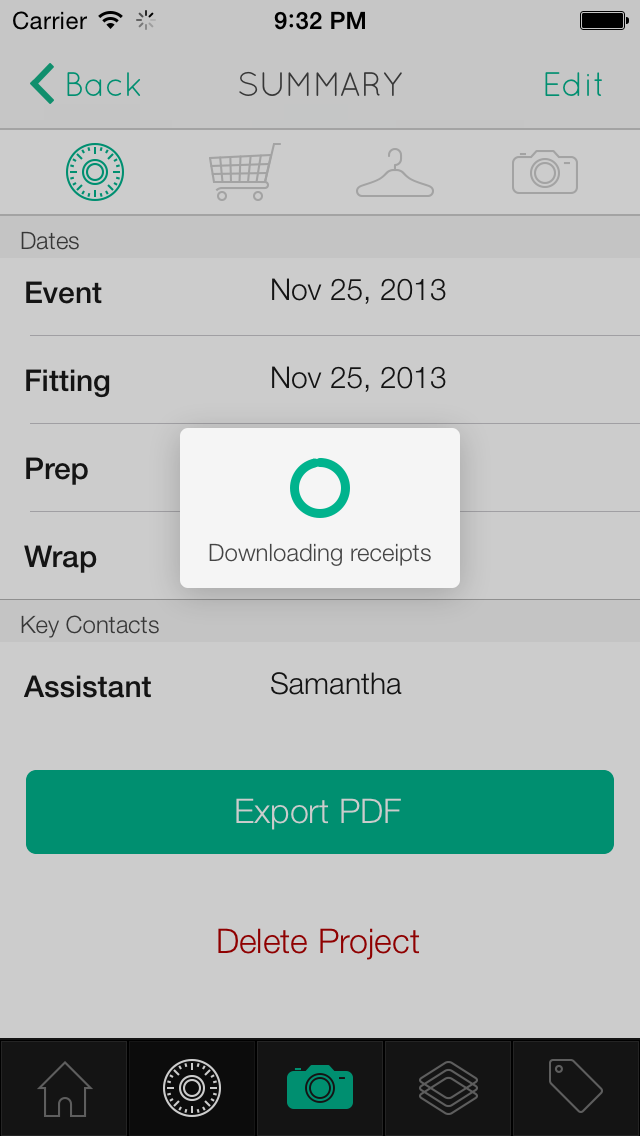 Carrier 9:32 PM
Back SUMMARY Edit
Dates
Event Nov 25, 2013
Fitting Nov 25, 2013
Prep
Wrap
Downloading receipts
Key Contacts
Assistant Samantha
Export PDF
Delete Project